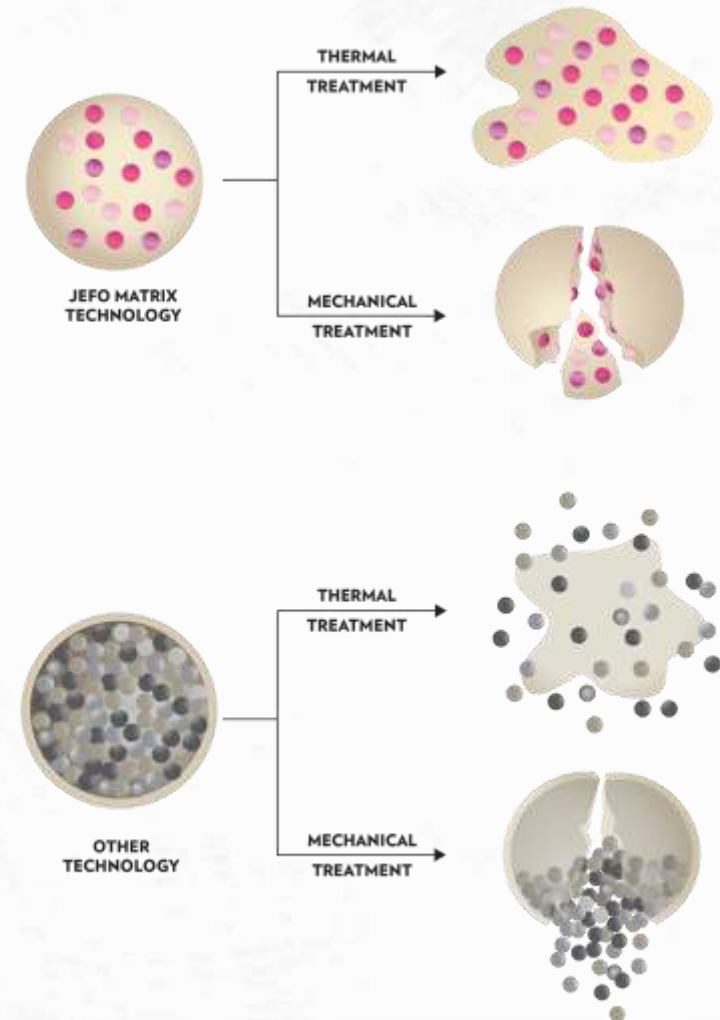 THERMAL
TREATMENT
JEFO MATRIX
TECHNOLOGY
MECHANICAL
TREATMENT
THERMAL
TREATMENT
OTHER
TECHNOLOGY
MECHANICAL
TREATMENT